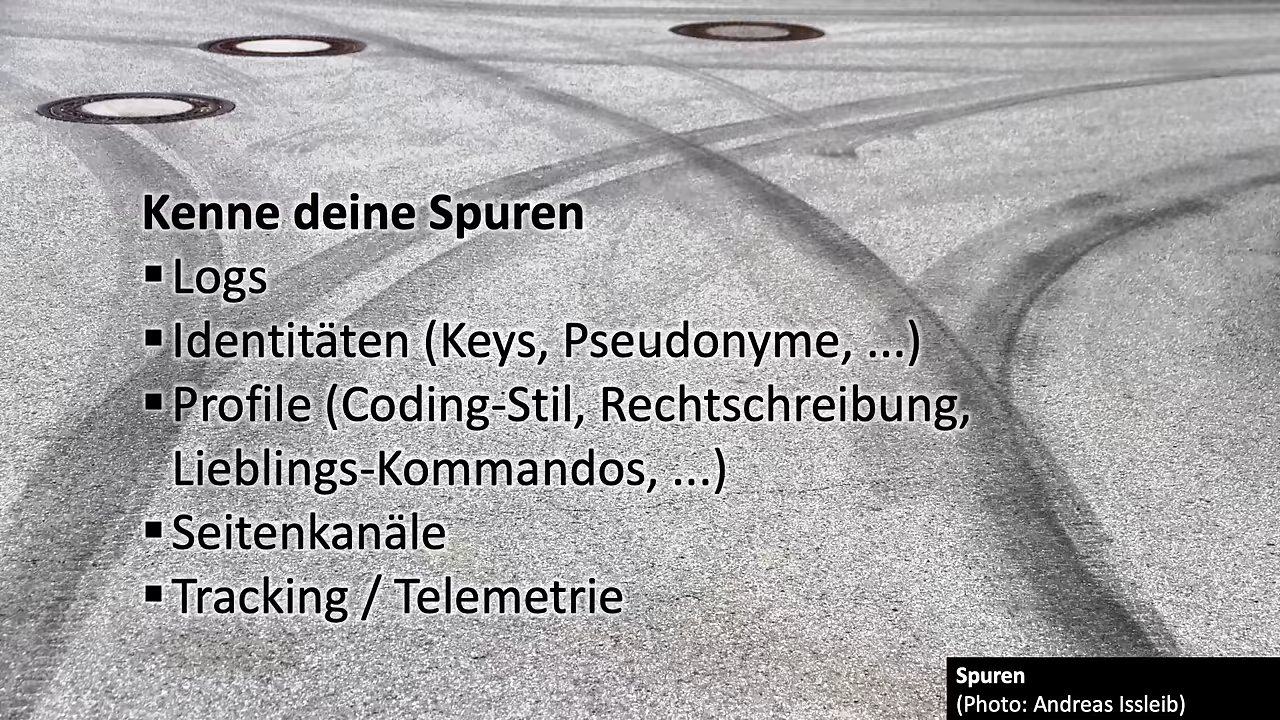 Kenne deine Spuren
▪ Logs
▪ Identitäten (Keys, Pseudonyme, ...)
▪ Profile (Coding-Stil, Rechtschreibung,
Lieblings-Kommandos, ...)
▪ Seitenkanäle
▪ Tracking / Telemetrie
Spuren
(Photo: Andreas Issleib)